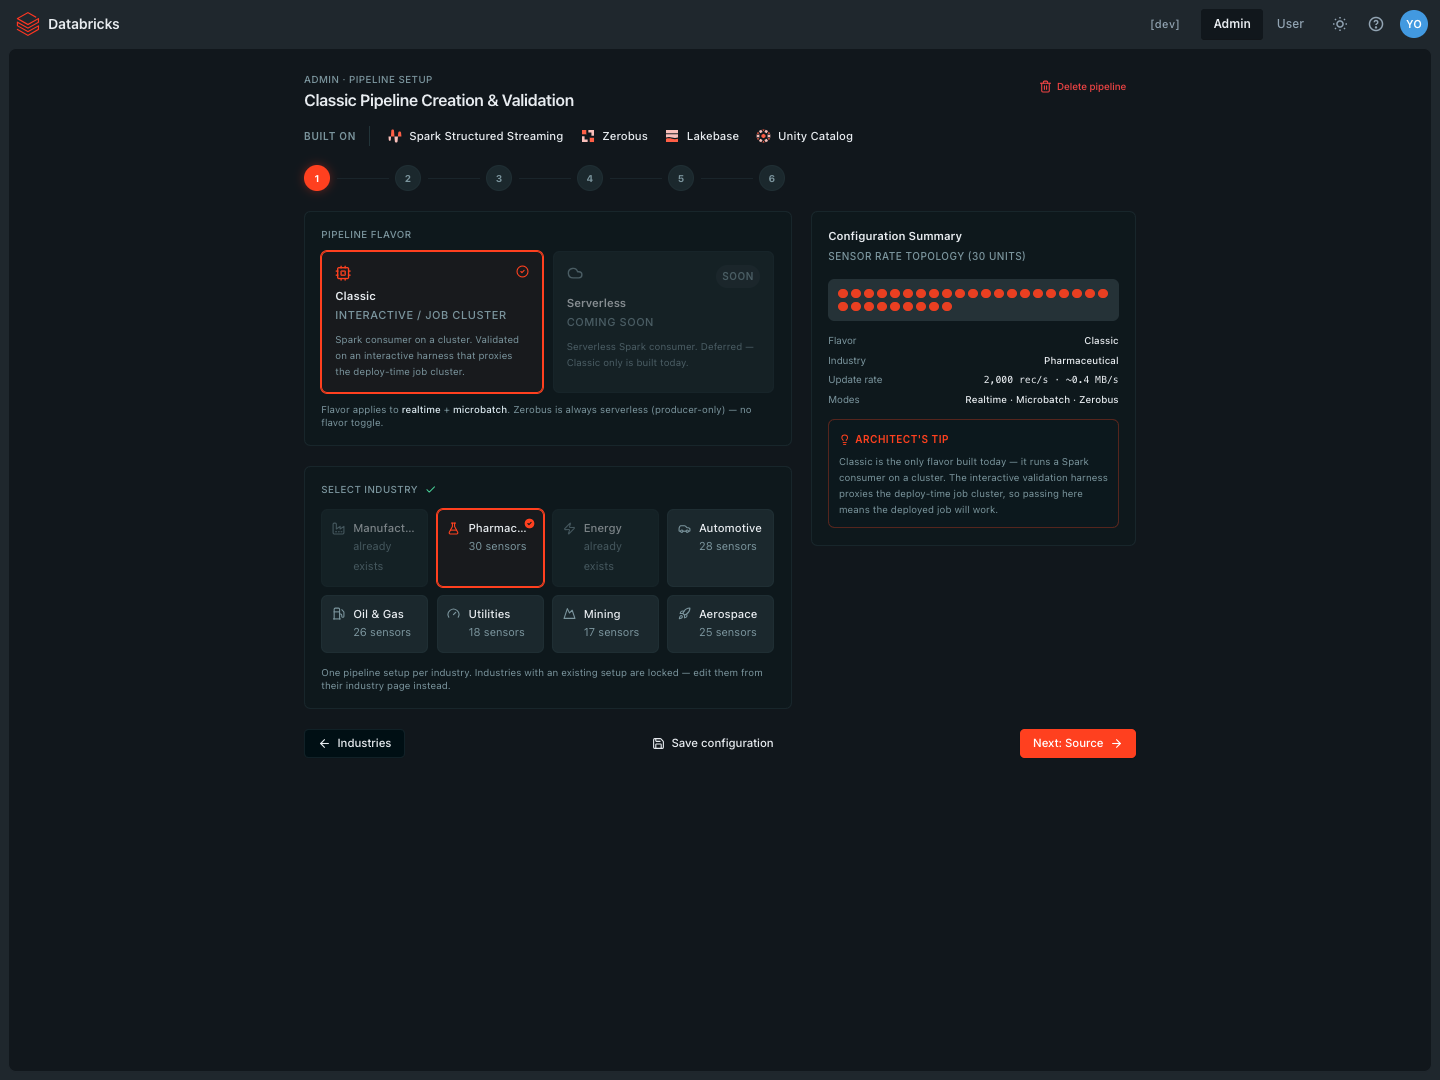 Databricks
[dev]
Admin
User
YO
ADMIN · PIPELINE SETUP
Classic Pipeline Creation & Validation
Delete pipeline
BUILT ON
Spark Structured Streaming
Zerobus
Lakebase
Unity Catalog
1
2
3
4
5
6
PIPELINE FLAVOR
Classic
INTERACTIVE / JOB CLUSTER
Spark consumer on a cluster. Validated
on an interactive harness that proxies
the deploy-time job cluster.
SOON
Serverless
COMING SOON
Serverless Spark consumer. Deferred —
Classic only is built today.
Flavor applies to realtime + microbatch. Zerobus is always serverless (producer-only) — no
flavor toggle.
SELECT INDUSTRY
Manufact...
already
exists
Pharmac...
30 sensors
Energy
already
exists
Automotive
28 sensors
Oil & Gas
26 sensors
Utilities
18 sensors
Mining
17 sensors
Aerospace
25 sensors
One pipeline setup per industry. Industries with an existing setup are locked — edit them from
their industry page instead.
Configuration Summary
SENSOR RATE TOPOLOGY (30 UNITS)
Flavor Classic
Industry Pharmaceutical
Update rate 2,000 rec/s · ~0.4 MB/s
Modes Realtime · Microbatch · Zerobus
ARCHITECT'S TIP
Classic is the only flavor built today — it runs a Spark
consumer on a cluster. The interactive validation harness
proxies the deploy-time job cluster, so passing here
means the deployed job will work.
Industries
Save configuration
Next: Source